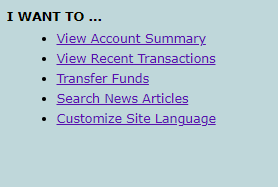 I WANT TO ...
View Account Summary
View Recent Transactions
Transfer Funds
Search News Articles
Customize Site Language